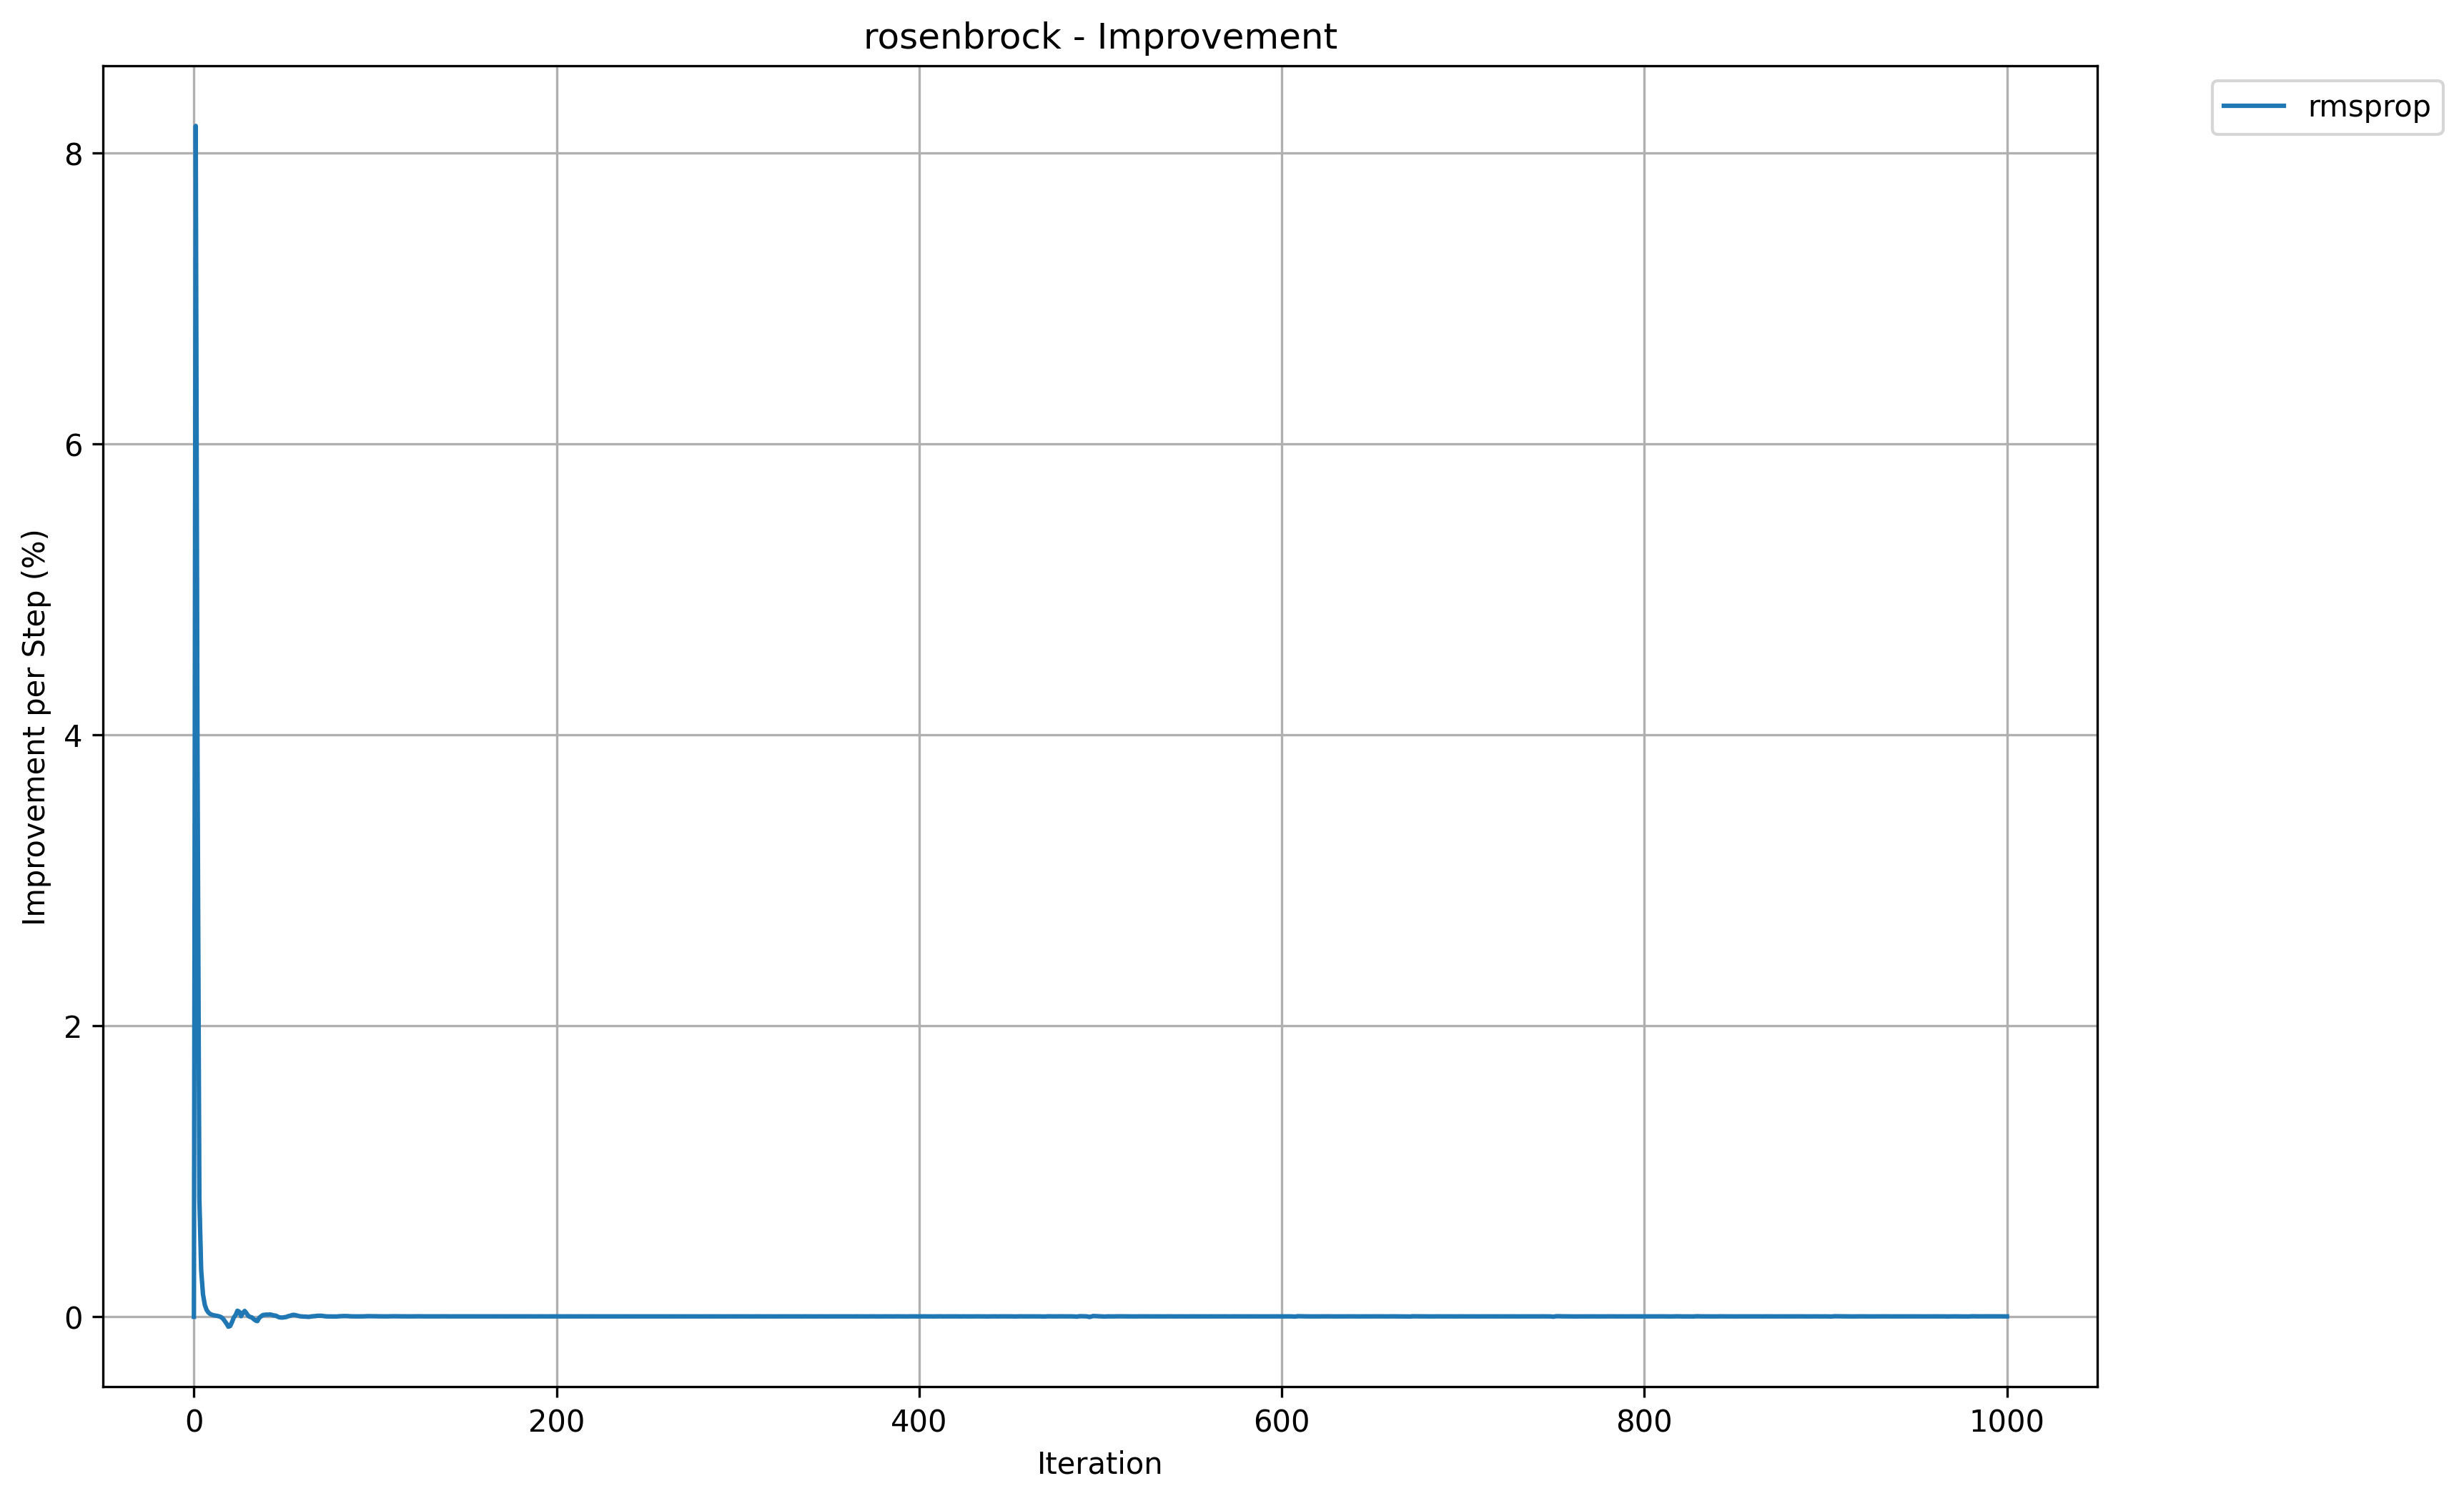 rosenbrock - Improvement
rmsprop
Improvement per Step (%)
8
6
4
2
0
0 200 400 600 800 1000
Iteration